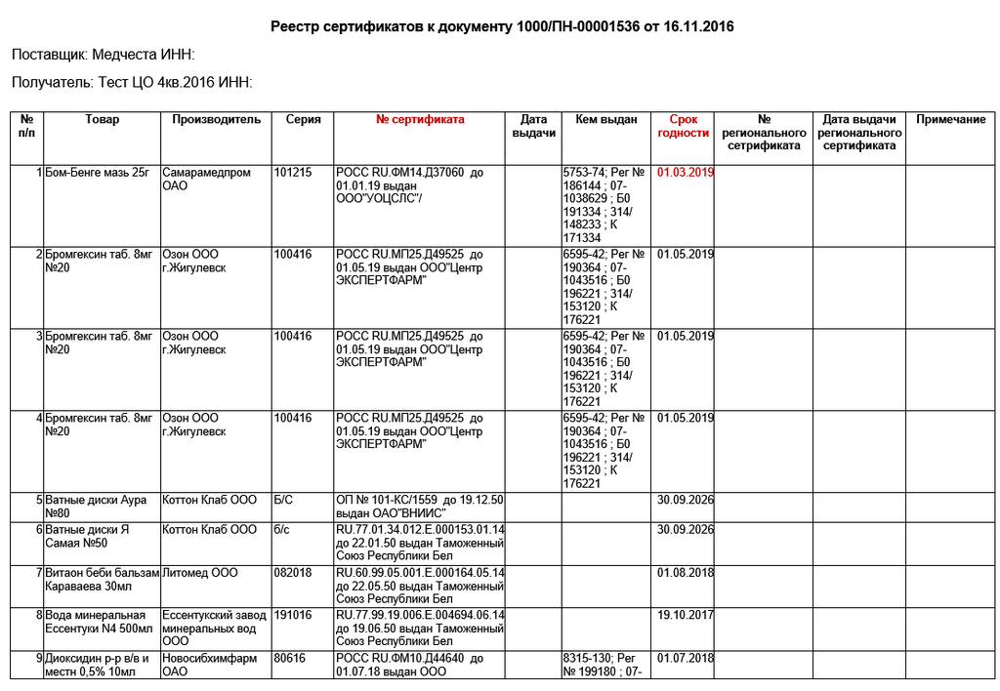 Реестр сертификатов к документу 1000/ПН-00001536 от 16.11.2016
Поставщик: Медчеста ИНН:
Получатель: Тест ЦО 4кв.2016 ИНН:
№ п/п Товар Производитель Серия № сертификата Дата выдачи Кем выдан Срок годности № регионального сетрификата Дата выдачи регионального сертификата Примечание
1 Бом-Бенге мазь 25г Самарамедпром ОАО 101215 РОСС RU.ФМ14.Д37060 до 01.01.19 выдан ООО"УОЦСЛС"/ 5753-74; Рег № 186144 ; 07-1038629 ; Б0 191334 ; 314/ 148233 ; К 171334 01.03.2019
2 Бромгексин таб. 8мг №20 Озон ООО г.Жигулевск 100416 РОСС RU.МП25.Д49525 до 01.05.19 выдан ООО"Центр ЭКСПЕРТФАРМ" 6595-42; Рег № 190364 ; 07-1043516 ; Б0 196221 ; 314/ 153120 ; К 176221 01.05.2019
3 Бромгексин таб. 8мг №20 Озон ООО г.Жигулевск 100416 РОСС RU.МП25.Д49525 до 01.05.19 выдан ООО"Центр ЭКСПЕРТФАРМ" 6595-42; Рег № 190364 ; 07-1043516 ; Б0 196221 ; 314/ 153120 ; К 176221 01.05.2019
4 Бромгексин таб. 8мг №20 Озон ООО г.Жигулевск 100416 РОСС RU.МП25.Д49525 до 01.05.19 выдан ООО"Центр ЭКСПЕРТФАРМ" 6595-42; Рег № 190364 ; 07-1043516 ; Б0 196221 ; 314/ 153120 ; К 176221 01.05.2019
5 Ватные диски Аура №80 Коттон Клаб ООО Б/С ОП № 101-КС/1559 до 19.12.50 выдан ОАО"ВНИИС" 30.09.2026
6 Ватные диски Я Самая №50 Коттон Клаб ООО б/с RU.77.01.34.012.Е.000153.01.14 до 22.01.50 выдан Таможенный Союз Республики Бел 30.09.2026
7 Витаон беби бальзам Караваева 30мл Литомед ООО 082018 RU.60.99.05.001.Е.000164.05.14 до 22.05.50 выдан Таможенный Союз Республики Бел 01.08.2018
8 Вода минеральная Ессентуки N4 500мл Ессентукский завод минеральных вод ООО 191016 RU.77.99.19.006.Е.004694.06.14 до 19.06.50 выдан Таможенный Союз Республики Бел 19.10.2017
9 Диоксидин р-р в/в и местн 0,5% 10мл Новосибхимфарм ОАО 80616 РОСС RU.ФМ10.Д44640 до 01.07.18 выдан ООО 8315-130; Рег № 199180 ; 07- 01.07.2018